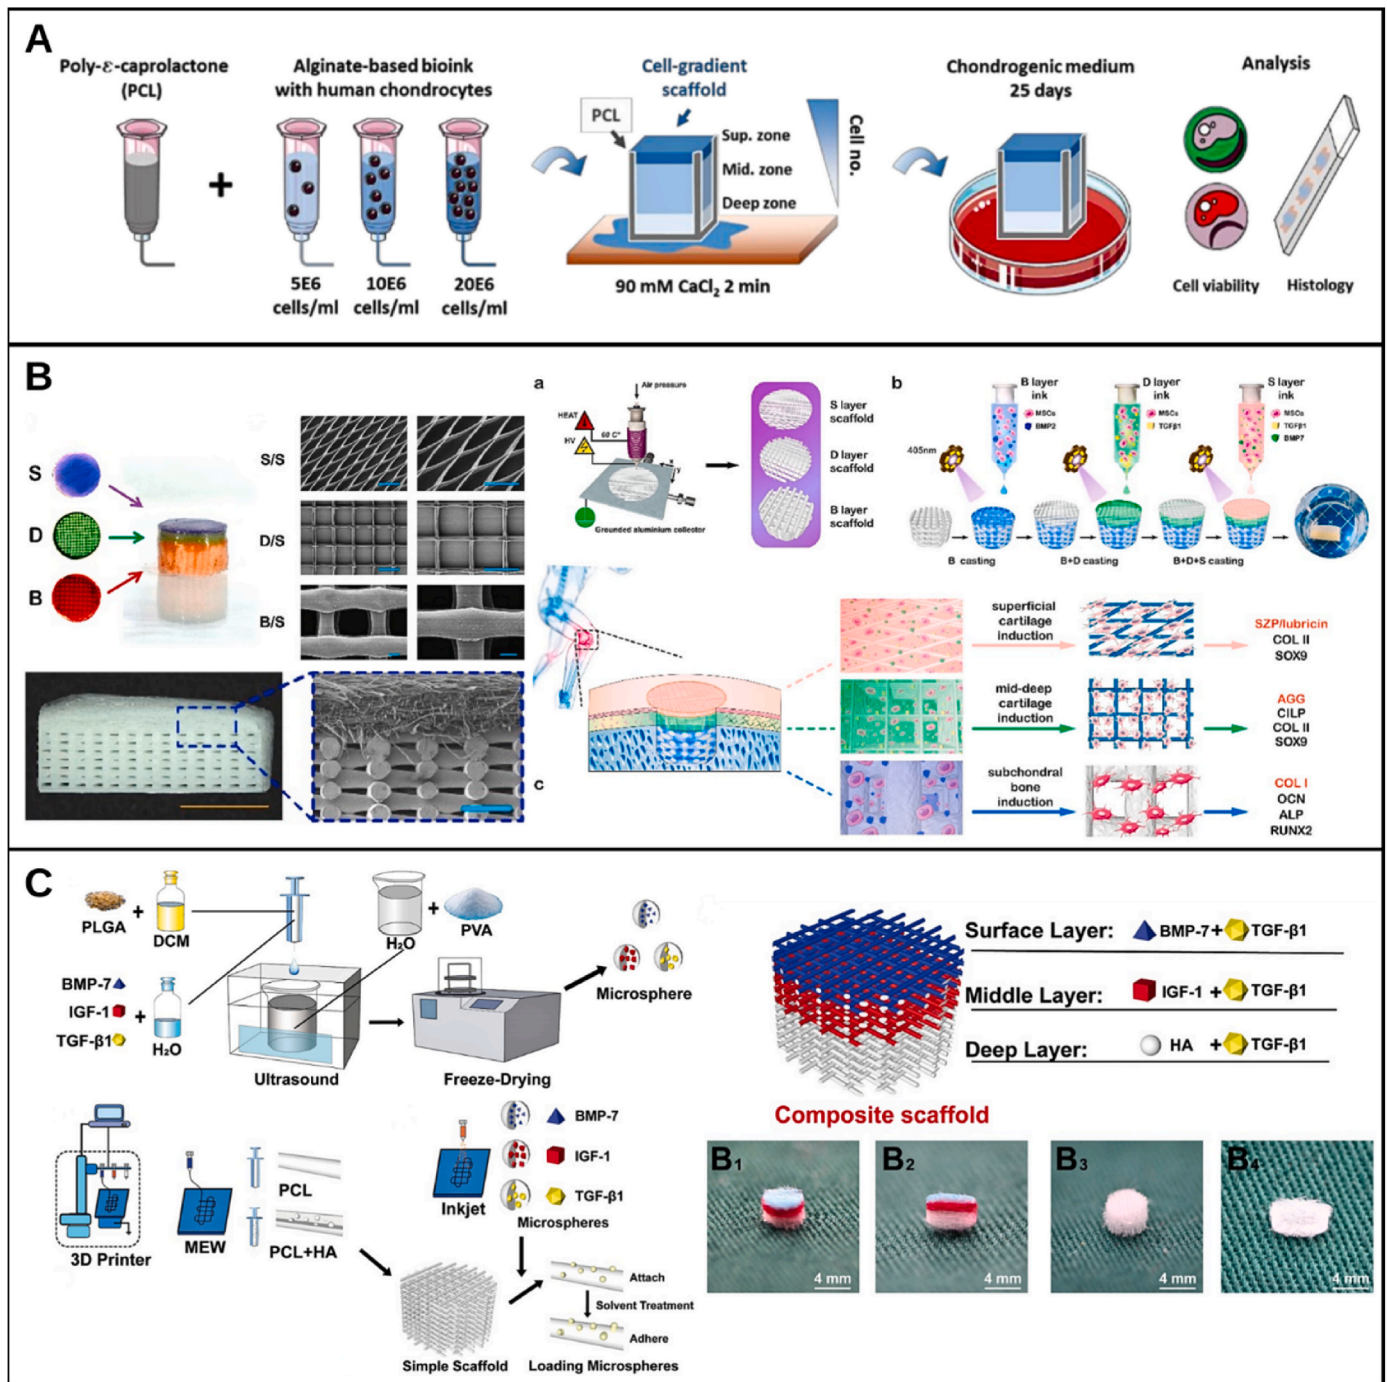 A
Poly-ε-caprolactone
(PCL)
Alginate-based bioink
with human chondrocytes
5E6
cells/ml
10E6
cells/ml
20E6
cells/ml
Cell-gradient
scaffold
PCL
Sup. zone
Mid. zone
Deep zone
Cell no.
90 mM CaCl₂ 2 min
Chondrogenic medium
25 days
Analysis
Cell viability
Histology
B
S
D
B
S/S
D/S
B/S
a
Air pressure
HEAT
60 C°
HV
y
Grounded aluminium collector
S layer
scaffold
D layer
scaffold
B layer
scaffold
b
405nm
B layer
ink
MSCs
BMP2
D layer
ink
MSCs
TGFβ1
S layer
ink
MSCs
TGFβ1
BMP7
B casting
B+D casting
B+D+S casting
c
superficial
cartilage
induction
SZP/lubricin
COL II
SOX9
mid-deep
cartilage
induction
AGG
CILP
COL II
SOX9
subchondral
bone
induction
COL I
OCN
ALP
RUNX2
C
PLGA
+
DCM
BMP-7
IGF-1
TGF-β1
+
H₂O
H₂O
+
PVA
Ultrasound
Freeze-Drying
Microsphere
3D Printer
MEW
PCL
PCL+HA
Inkjet
BMP-7
IGF-1
TGF-β1
Microspheres
Simple Scaffold
Attach
Solvent Treatment
Adhere
Loading Microspheres
Surface Layer: BMP-7 + TGF-β1
Middle Layer: IGF-1 + TGF-β1
Deep Layer: HA + TGF-β1
Composite scaffold
B1
4 mm
B2
4 mm
B3
4 mm
B4
4 mm